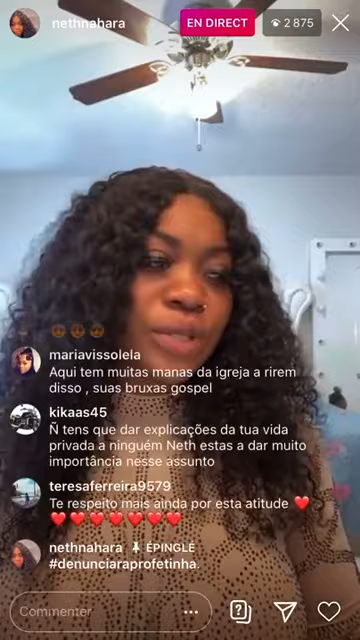 nethnahara
EN DIRECT
2 875
mariavissolela
Aqui tem muitas manas da igreja a rirem
disso , suas bruxas gospel
kikaas45
Ñ tens que dar explicações da tua vida
privada a ninguém Neth estas a dar muito
importância nesse assunto
teresaferreira9579
Te respeito mais ainda por esta atitude ❤️
❤️❤️❤️❤️❤️❤️❤️
nethnahara 📌 ÉPINGLÉ
#denunciaraprofetinha.
Commenter